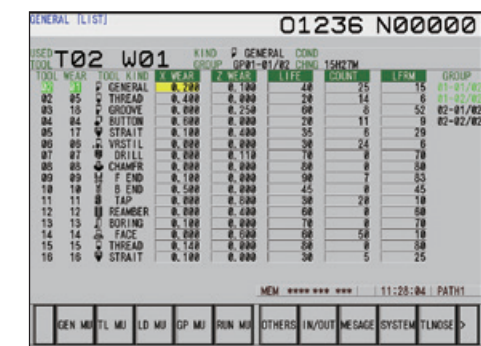 GENERAL [LIST]
O1236 N00000
USED TOOL T02 W01 KIND GENERAL COND
GROUP GP01-01/02 CHNG 15H27M
TOOL WEAR TOOL KIND X WEAR Z WEAR LIFE COUNT LFRM GROUP
GENERAL 0.200 0.100 40 25 15 01-01/02
02 05 THREAD 0.400 0.000 20 14 6 01-02/02
03 16 GROOVE 0.000 0.250 60 8 52 02-01/02
04 04 BUTTON 0.600 0.000 20 11 9 02-02/02
05 17 STRAIT 0.100 0.400 35 6 29
06 06 VRSTIL 0.000 0.000 30 24 6
07 07 DRILL 0.000 0.110 70 0 70
08 08 CHAMFR 0.000 0.000 80 0 80
09 09 F END 0.100 0.000 90 7 83
10 10 B END 0.500 0.000 45 0 45
11 11 TAP 0.000 0.800 30 20 10
12 12 REAMBER 0.000 0.400 60 0 60
13 13 BORING 0.100 0.000 70 0 70
14 14 FACE 0.000 0.600 60 50 10
15 15 THREAD 0.140 0.000 80 0 80
16 16 STRAIT 0.100 0.000 30 5 25
MEM **** *** *** 11:28:04 PATH1
GEN MU TL MU LD MU GP MU RUN MU OTHERS IN/OUT MESAGE SYSTEM TLNOSE >